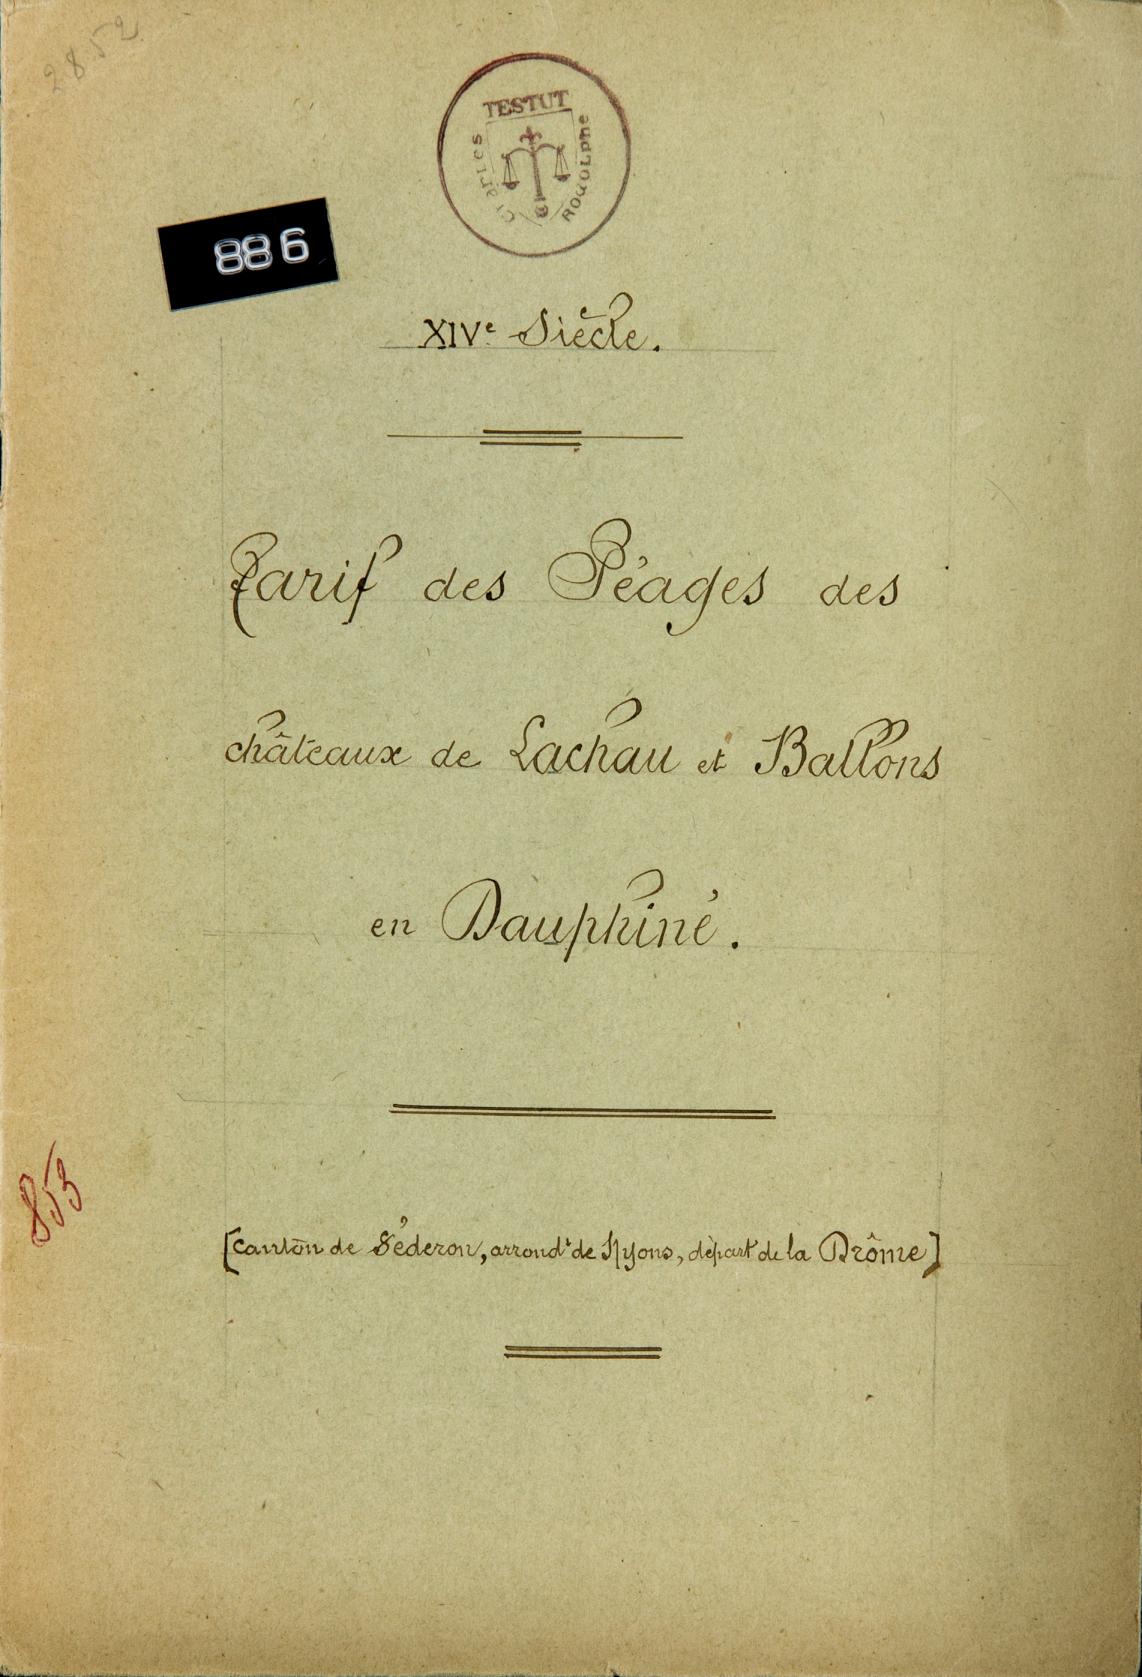 2852
TESTUT
Charles
et
Rodolphe
886
XIVe Siècle.
Tarif des Péages des
châteaux de Lachau et Ballons
en Dauphiné.
853
[canton de Séderon, arrondt de Nyons, départ de la Drôme]